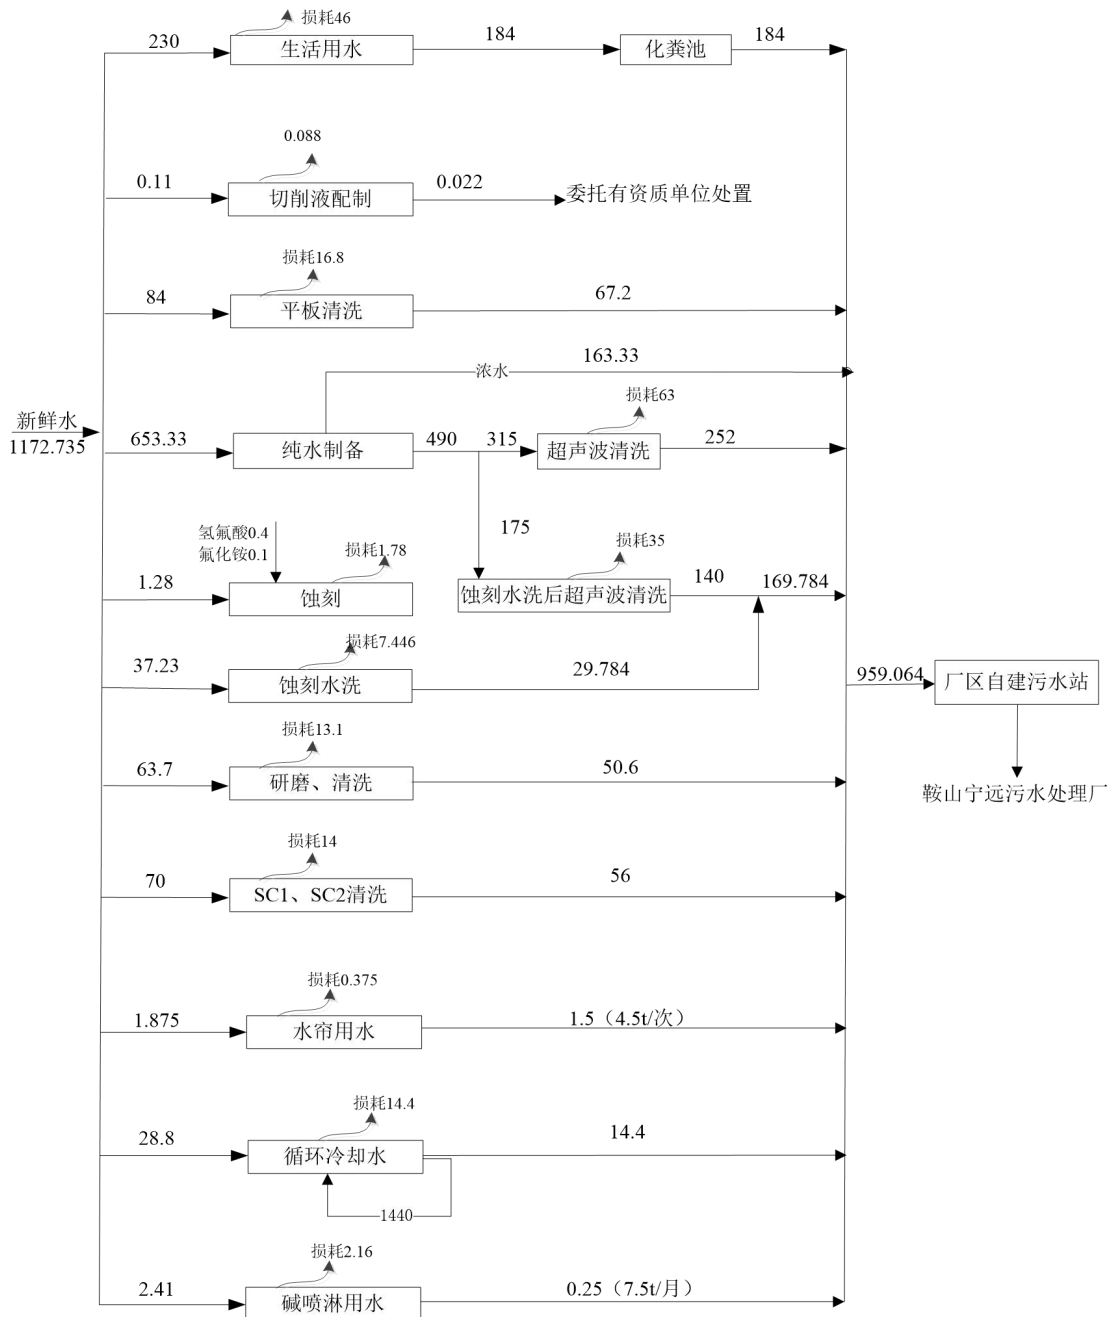 损耗46
230
生活用水
184
化粪池
184
0.088
0.11
切削液配制
0.022
委托有资质单位处置
损耗16.8
84
平板清洗
67.2
163.33
浓水
新鲜水
1172.735
653.33
纯水制备
490
315
损耗63
超声波清洗
252
175
氢氟酸0.4
氟化铵0.1
损耗1.78
1.28
蚀刻
损耗35
蚀刻水洗后超声波清洗
140
169.784
损耗7.446
37.23
蚀刻水洗
29.784
959.064
厂区自建污水站
鞍山宁远污水处理厂
损耗13.1
63.7
研磨、清洗
50.6
损耗14
70
SC1、SC2清洗
56
损耗0.375
1.875
水帘用水
1.5（4.5t/次）
损耗14.4
28.8
循环冷却水
14.4
1440
损耗2.16
2.41
碱喷淋用水
0.25（7.5t/月）